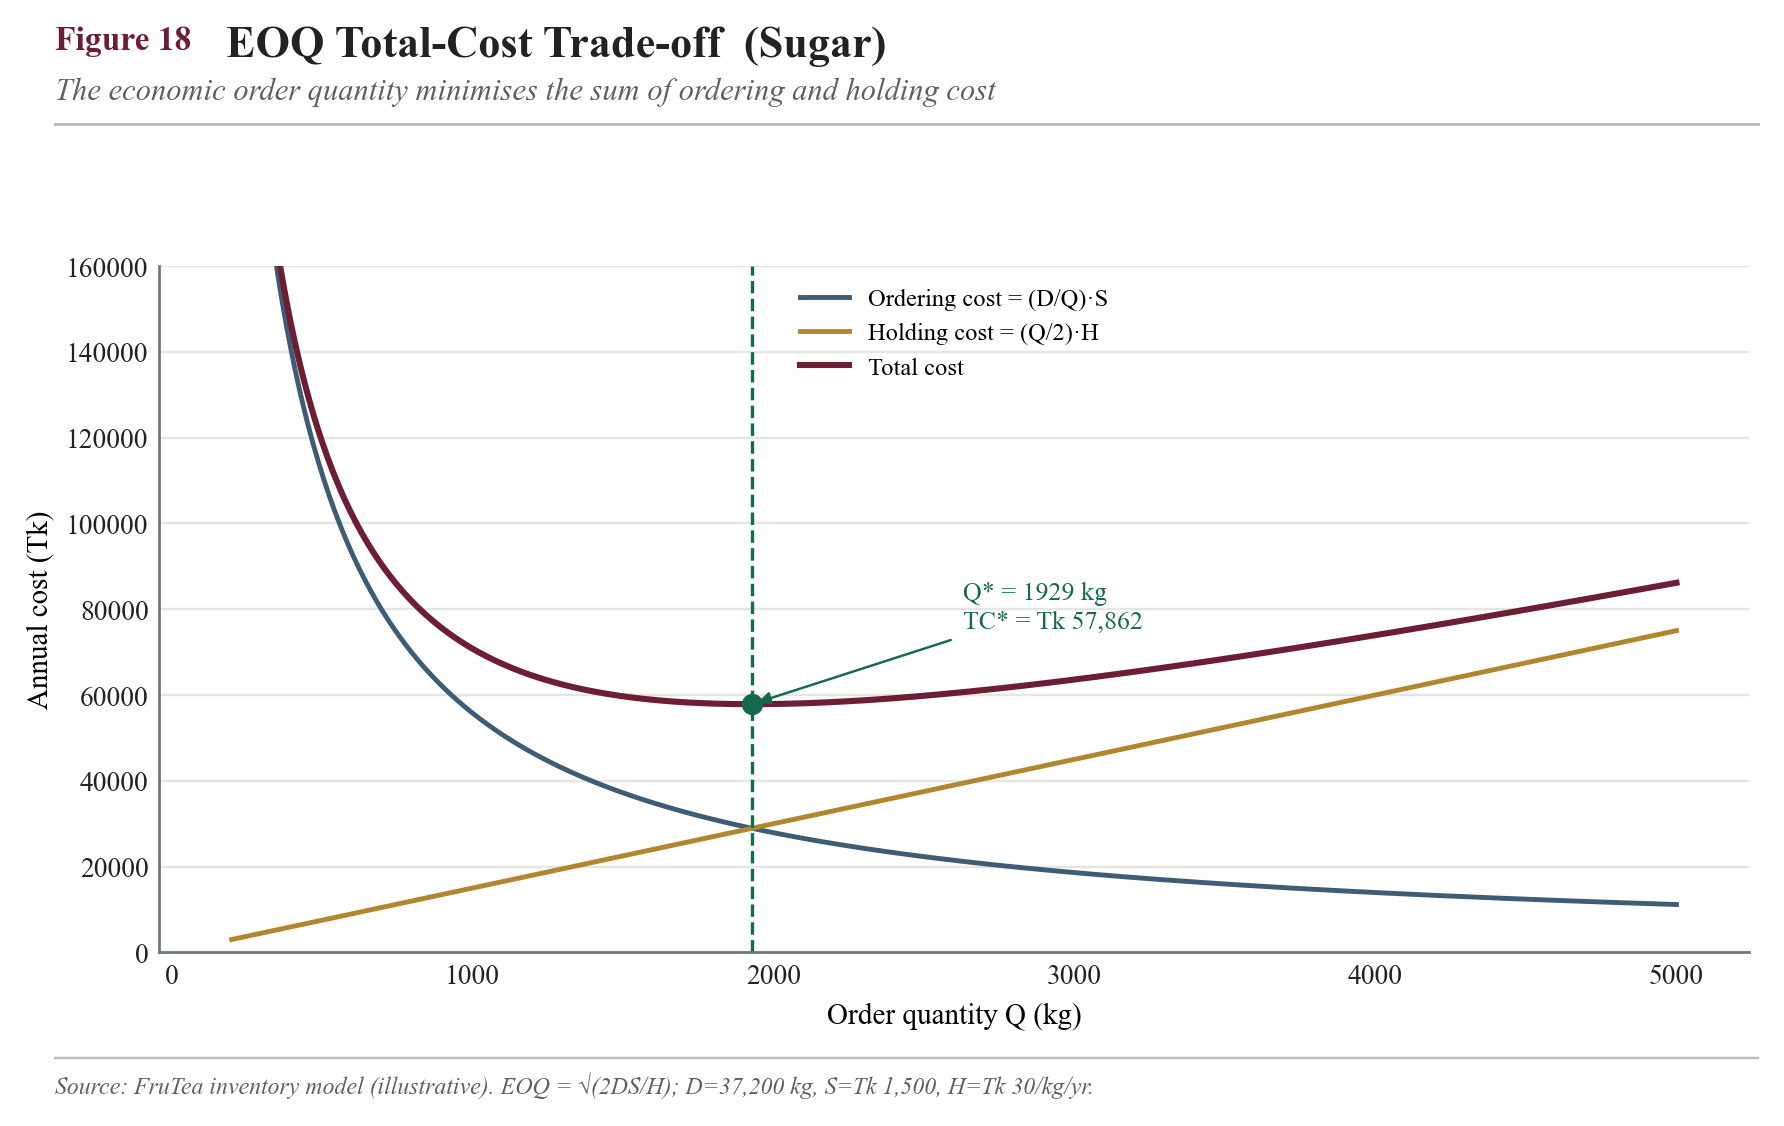 Figure 18 EOQ Total-Cost Trade-off (Sugar)
The economic order quantity minimises the sum of ordering and holding cost
160000
140000
120000
100000
80000
60000
40000
20000
0
Annual cost (Tk)
Ordering cost = (D/Q)·S
Holding cost = (Q/2)·H
Total cost
Q* = 1929 kg
TC* = Tk 57,862
0 1000 2000 3000 4000 5000
Order quantity Q (kg)
Source: FruTea inventory model (illustrative). EOQ = √(2DS/H); D=37,200 kg, S=Tk 1,500, H=Tk 30/kg/yr.